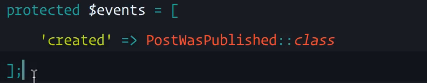 protected $events = [
'created' => PostWasPublished::class
];